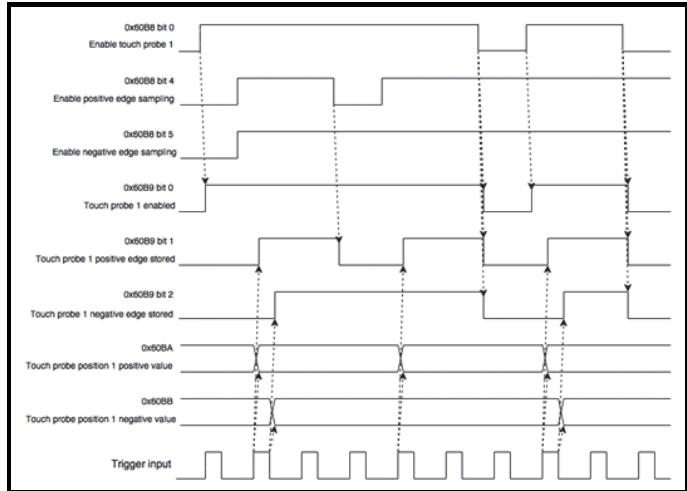 0x60B8 bit 0
Enable touch probe 1
0x60B8 bit 4
Enable positive edge sampling
0x60B8 bit 5
Enable negative edge sampling
0x60B9 bit 0
Touch probe 1 enabled
0x60B9 bit 1
Touch probe 1 positive edge stored
0x60B9 bit 2
Touch probe 1 negative edge stored
0x60BA
Touch probe position 1 positive value
0x60BB
Touch probe position 1 negative value
Trigger input